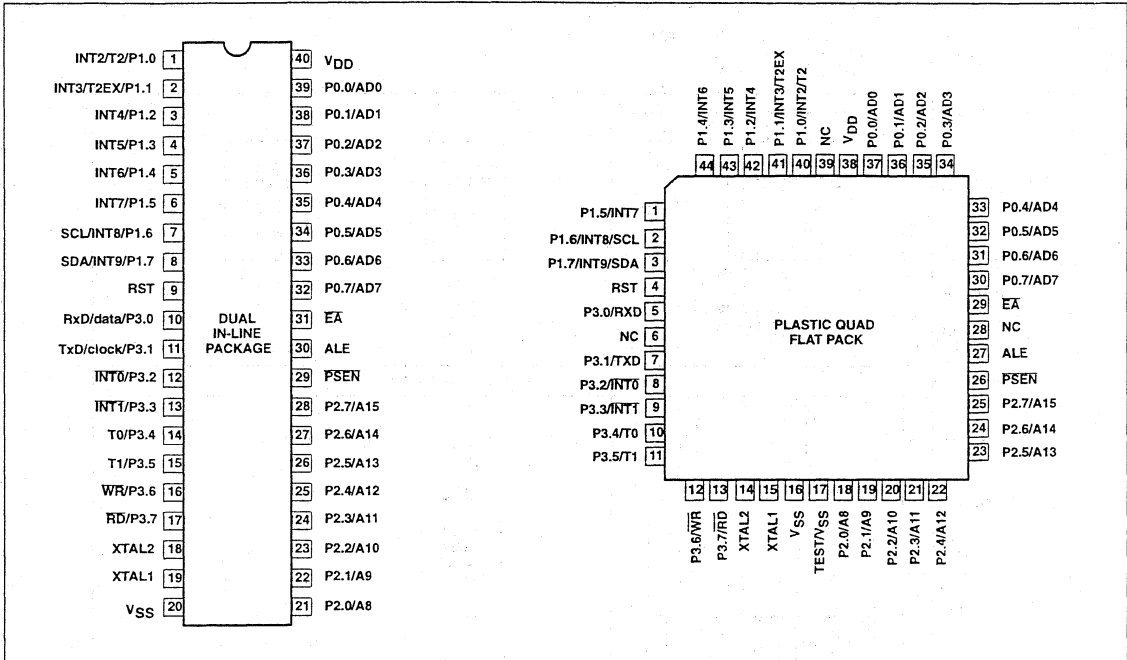 INT2/T2/P1.0 1
INT3/T2EX/P1.1 2
INT4/P1.2 3
INT5/P1.3 4
INT6/P1.4 5
INT7/P1.5 6
SCL/INT8/P1.6 7
SDA/INT9/P1.7 8
RST 9
RxD/data/P3.0 10
TxD/clock/P3.1 11
I̅N̅T̅0̅/P3.2 12
I̅N̅T̅1̅/P3.3 13
T0/P3.4 14
T1/P3.5 15
W̅R̅/P3.6 16
R̅D̅/P3.7 17
XTAL2 18
XTAL1 19
VSS 20
DUAL
IN-LINE
PACKAGE
40 VDD
39 P0.0/AD0
38 P0.1/AD1
37 P0.2/AD2
36 P0.3/AD3
35 P0.4/AD4
34 P0.5/AD5
33 P0.6/AD6
32 P0.7/AD7
31 E̅A̅
30 ALE
29 P̅S̅E̅N̅
28 P2.7/A15
27 P2.6/A14
26 P2.5/A13
25 P2.4/A12
24 P2.3/A11
23 P2.2/A10
22 P2.1/A9
21 P2.0/A8
P1.4/INT6 44
P1.3/INT5 43
P1.2/INT4 42
P1.1/INT3/T2EX 41
P1.0/INT2/T2 40
NC 39
VDD 38
P0.0/AD0 37
P0.1/AD1 36
P0.2/AD2 35
P0.3/AD3 34
P1.5/INT7 1
P1.6/INT8/SCL 2
P1.7/INT9/SDA 3
RST 4
P3.0/RXD 5
NC 6
P3.1/TXD 7
P3.2/I̅N̅T̅0̅ 8
P3.3/I̅N̅T̅1̅ 9
P3.4/T0 10
P3.5/T1 11
PLASTIC QUAD
FLAT PACK
33 P0.4/AD4
32 P0.5/AD5
31 P0.6/AD6
30 P0.7/AD7
29 E̅A̅
28 NC
27 ALE
26 P̅S̅E̅N̅
25 P2.7/A15
24 P2.6/A14
23 P2.5/A13
12 P3.6/W̅R̅
13 P3.7/R̅D̅
14 XTAL2
15 XTAL1
16 VSS
17 TEST/VSS
18 P2.0/A8
19 P2.1/A9
20 P2.2/A10
21 P2.3/A11
22 P2.4/A12